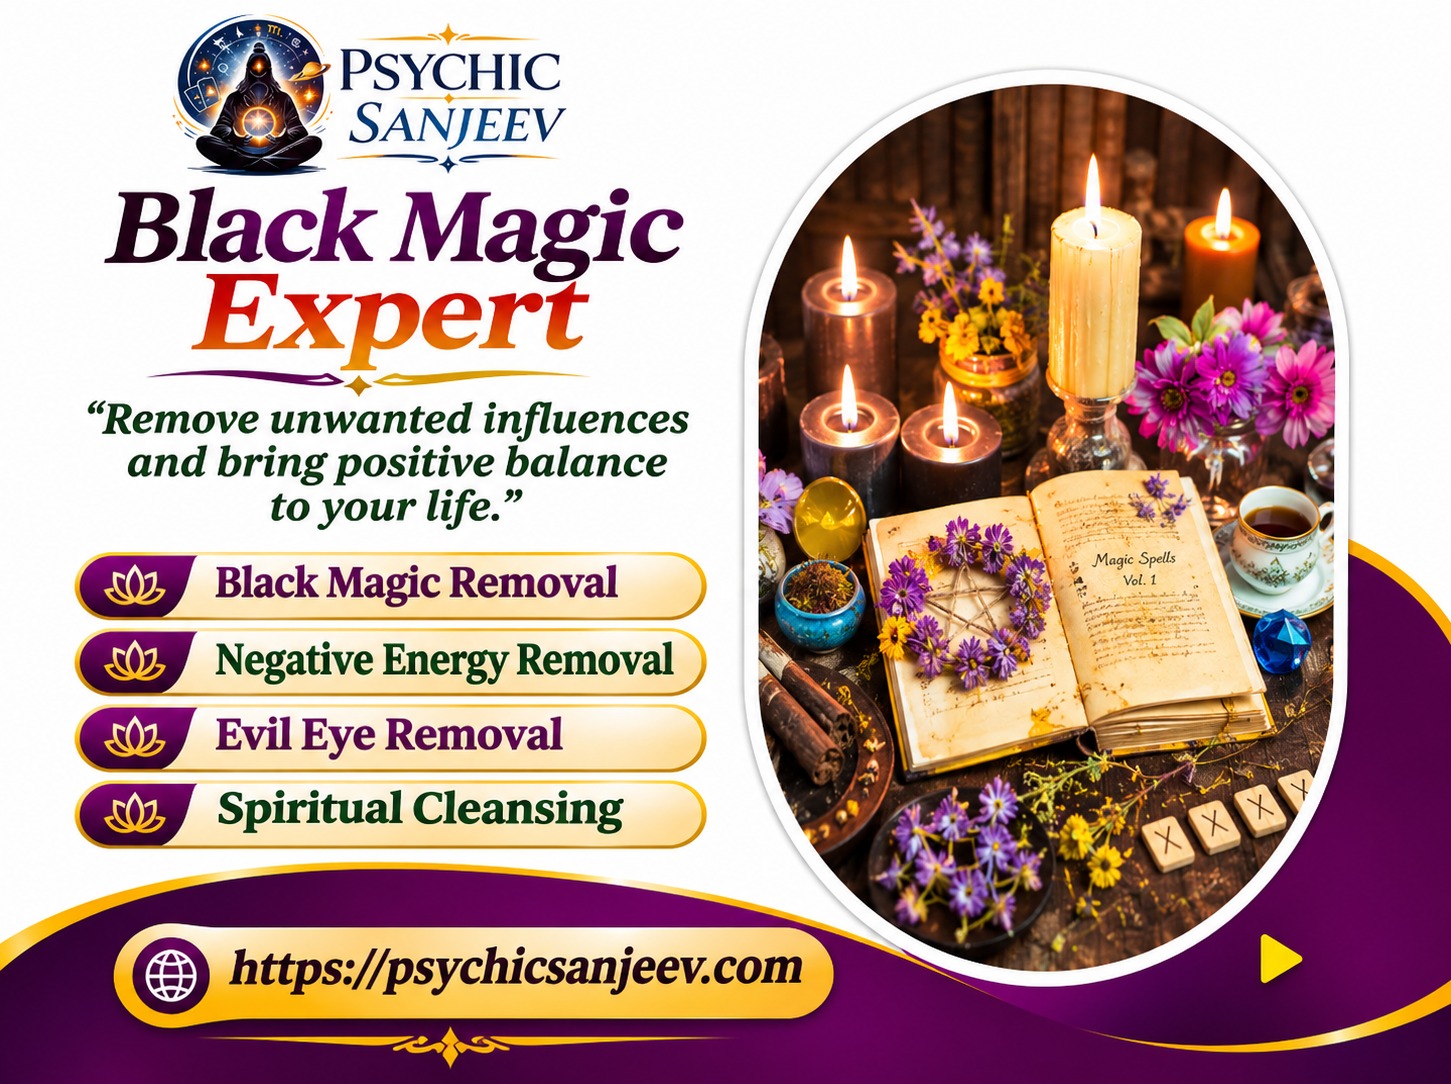 PSYCHIC
SANJEEV
Black Magic
Expert
“Remove unwanted influences
and bring positive balance
to your life.”
Black Magic Removal
Negative Energy Removal
Evil Eye Removal
Spiritual Cleansing
https://psychicsanjeev.com
Magic Spells
Vol. 1
X
X
X
X